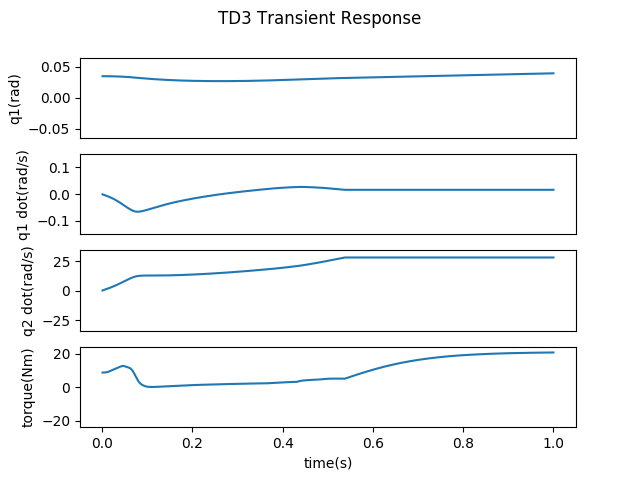 TD3 Transient Response
0.05
0.00
−0.05
q1(rad)
0.1
0.0
−0.1
q1 dot(rad/s)
25
0
−25
q2 dot(rad/s)
20
0
−20
torque(Nm)
0.0 0.2 0.4 0.6 0.8 1.0
time(s)